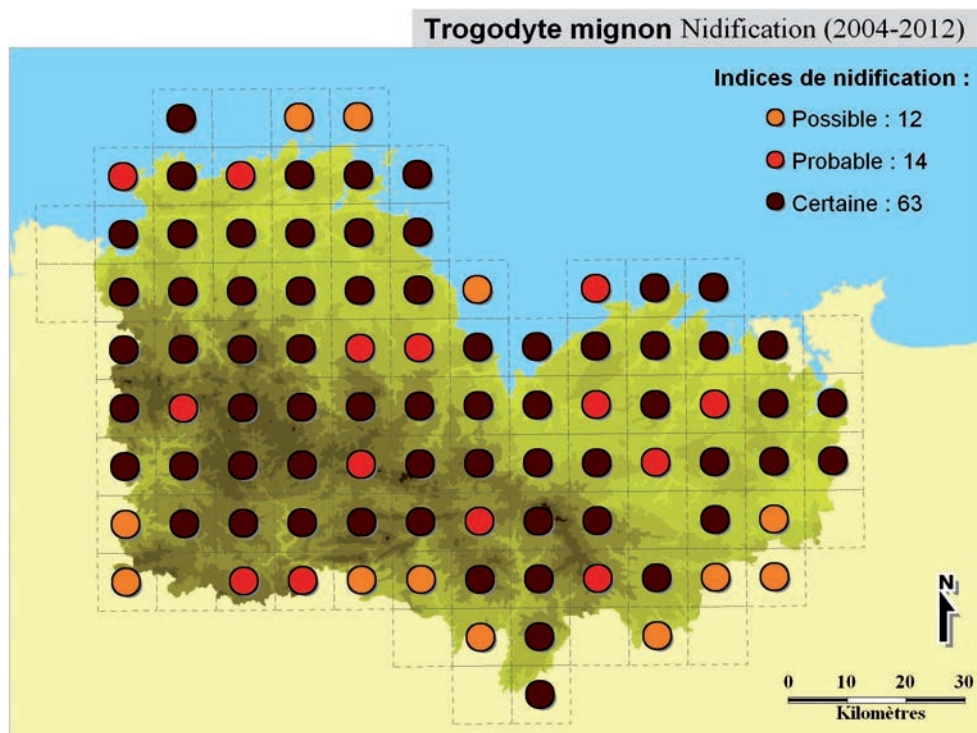 Trogodyte mignon Nidification (2004-2012)
Indices de nidification :
Possible : 12
Probable : 14
Certaine : 63
N
0 10 20 30
Kilomètres